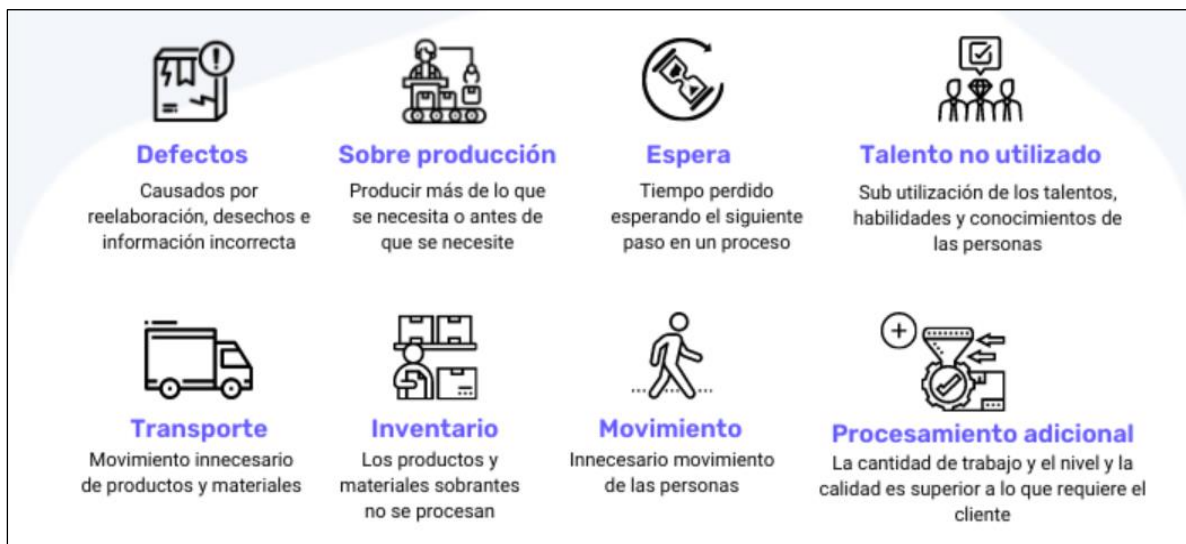 Defectos
Causados por
reelaboración, desechos e
información incorrecta
Sobre producción
Producir más de lo que
se necesita o antes de
que se necesite
Espera
Tiempo perdido
esperando el siguiente
paso en un proceso
Talento no utilizado
Sub utilización de los talentos,
habilidades y conocimientos de
las personas
Transporte
Movimiento innecesario
de productos y materiales
Inventario
Los productos y
materiales sobrantes
no se procesan
Movimiento
Innecesario movimiento
de las personas
Procesamiento adicional
La cantidad de trabajo y el nivel y la
calidad es superior a lo que requiere el
cliente